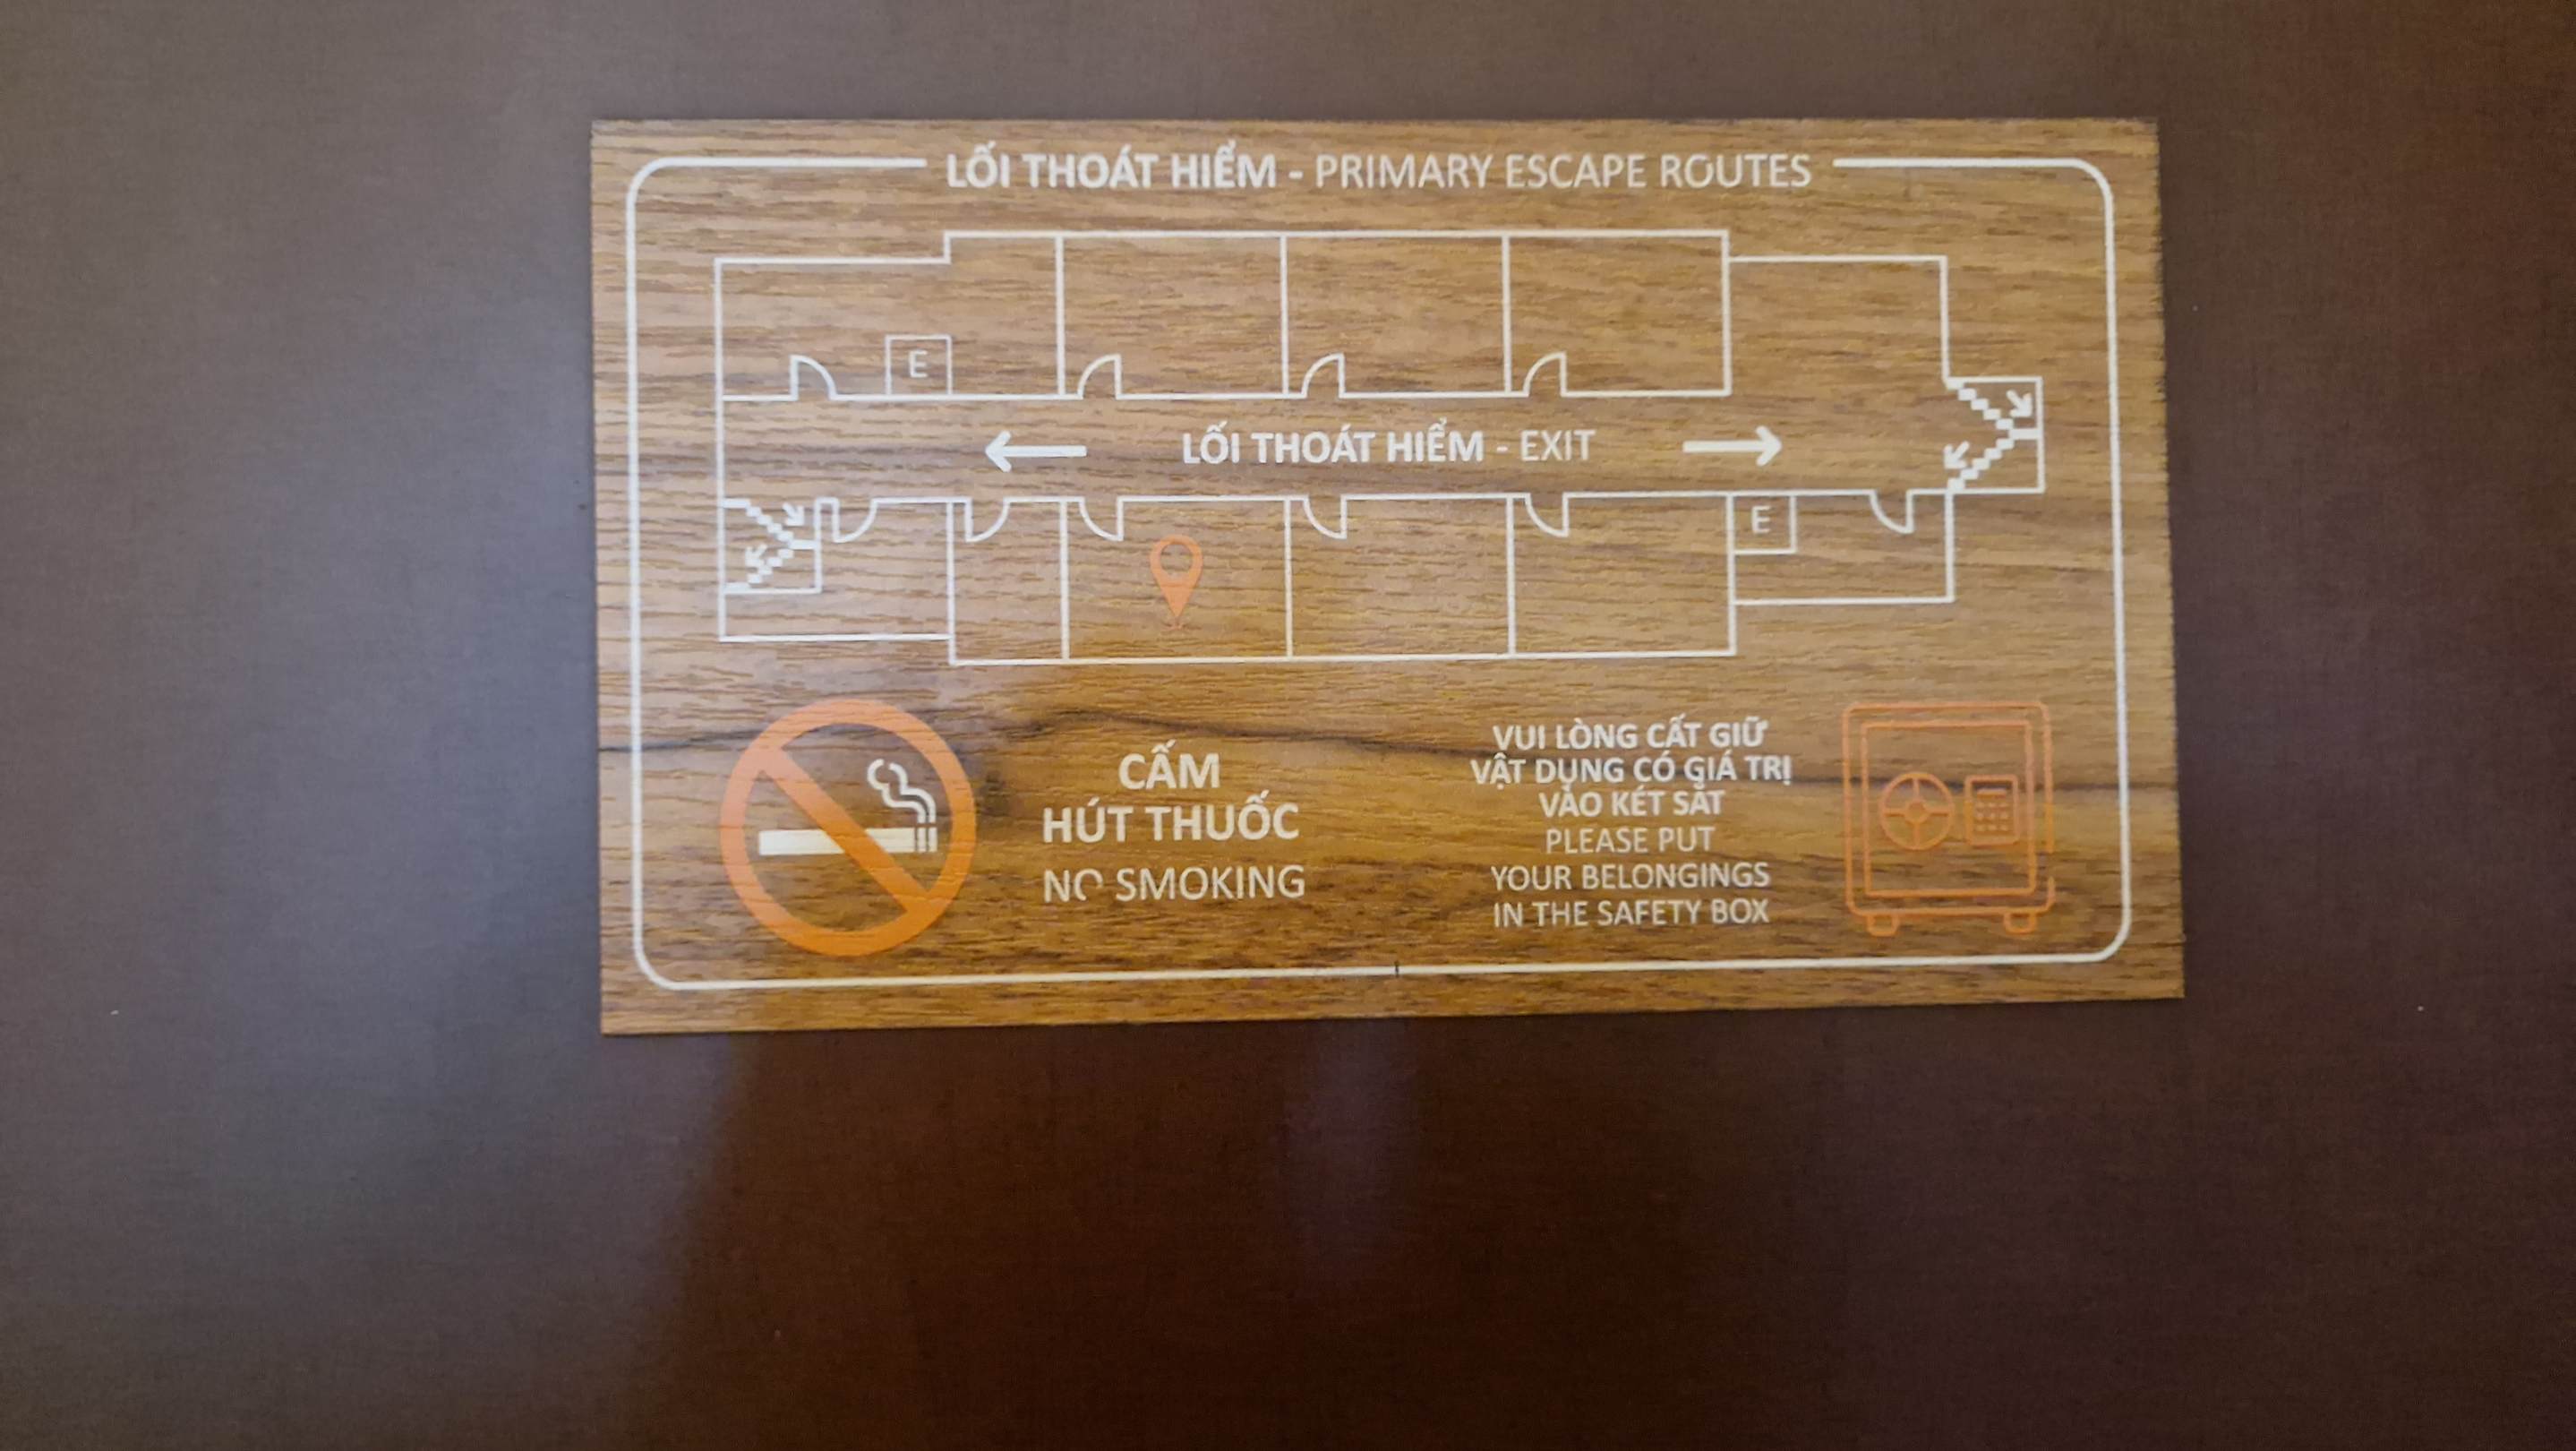 LỐI THOÁT HIỂM - PRIMARY ESCAPE ROUTES
E
LỐI THOÁT HIỂM - EXIT
E
CẤM
HÚT THUỐC
NO SMOKING
VUI LÒNG CẤT GIỮ
VẬT DỤNG CÓ GIÁ TRỊ
VÀO KÉT SẮT
PLEASE PUT
YOUR BELONGINGS
IN THE SAFETY BOX